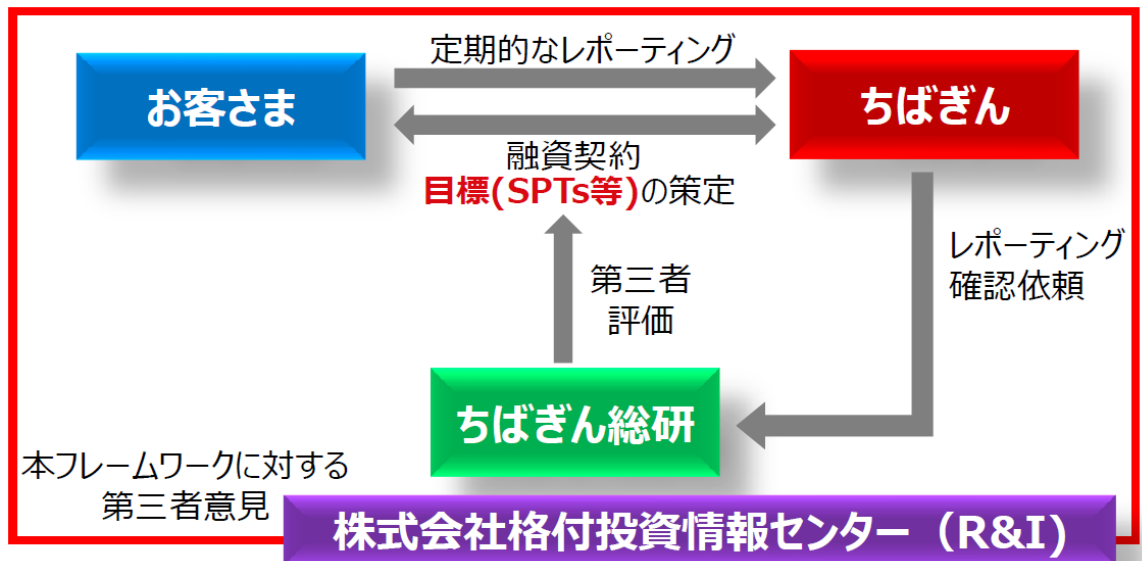 定期的なレポーティング
お客さま
ちばぎん
融資契約
目標(SPTs等)の策定
レポーティング
確認依頼
第三者
評価
ちばぎん総研
本フレームワークに対する
第三者意見
株式会社格付投資情報センター（R&I）